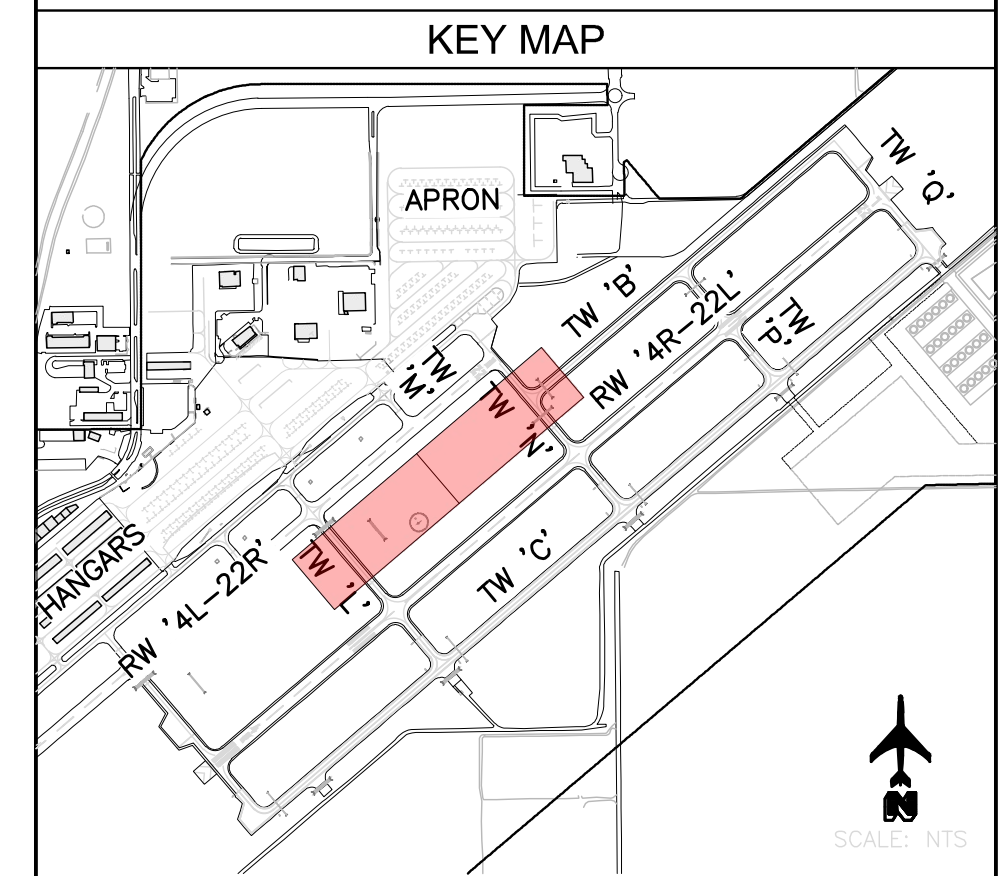 KEY MAP
TW 'Q'
APRON
TW 'B'
RW '4R-22L'
TW 'P'
TW 'M'
TW 'N'
HANGARS
RW '4L-22R'
TW 'L'
TW 'C'
N
SCALE: NTS